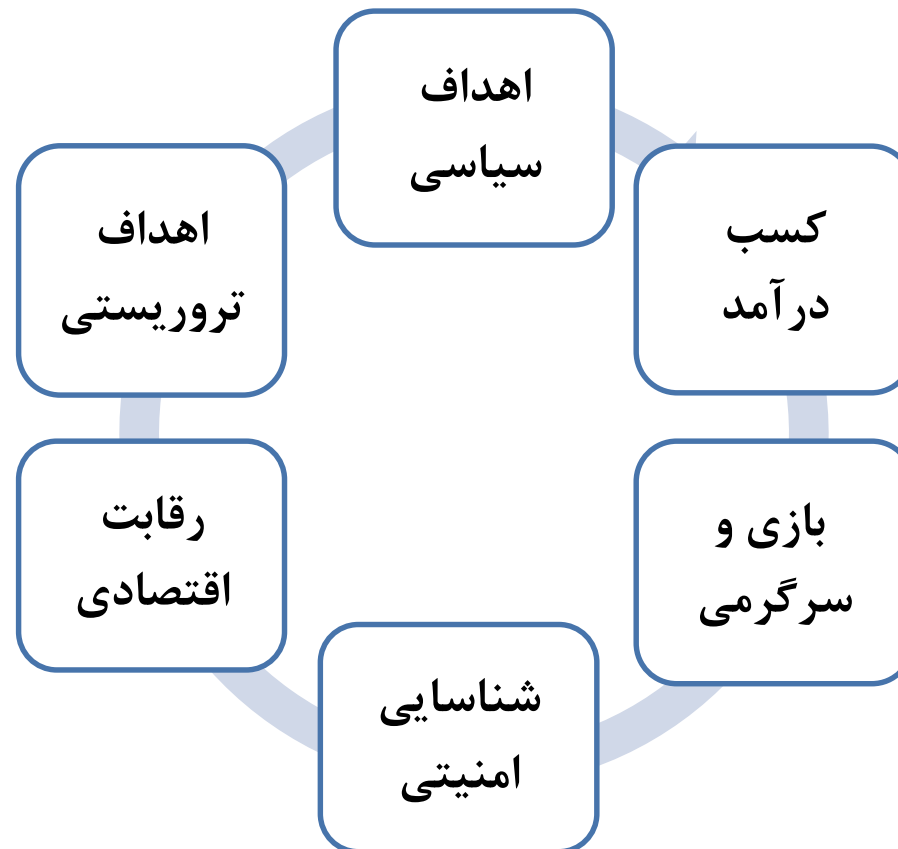 اهداف
سیاسی
کسب
درآمد
بازی و
سرگرمی
شناسایی
امنیتی
رقابت
اقتصادی
اهداف
تروریستی